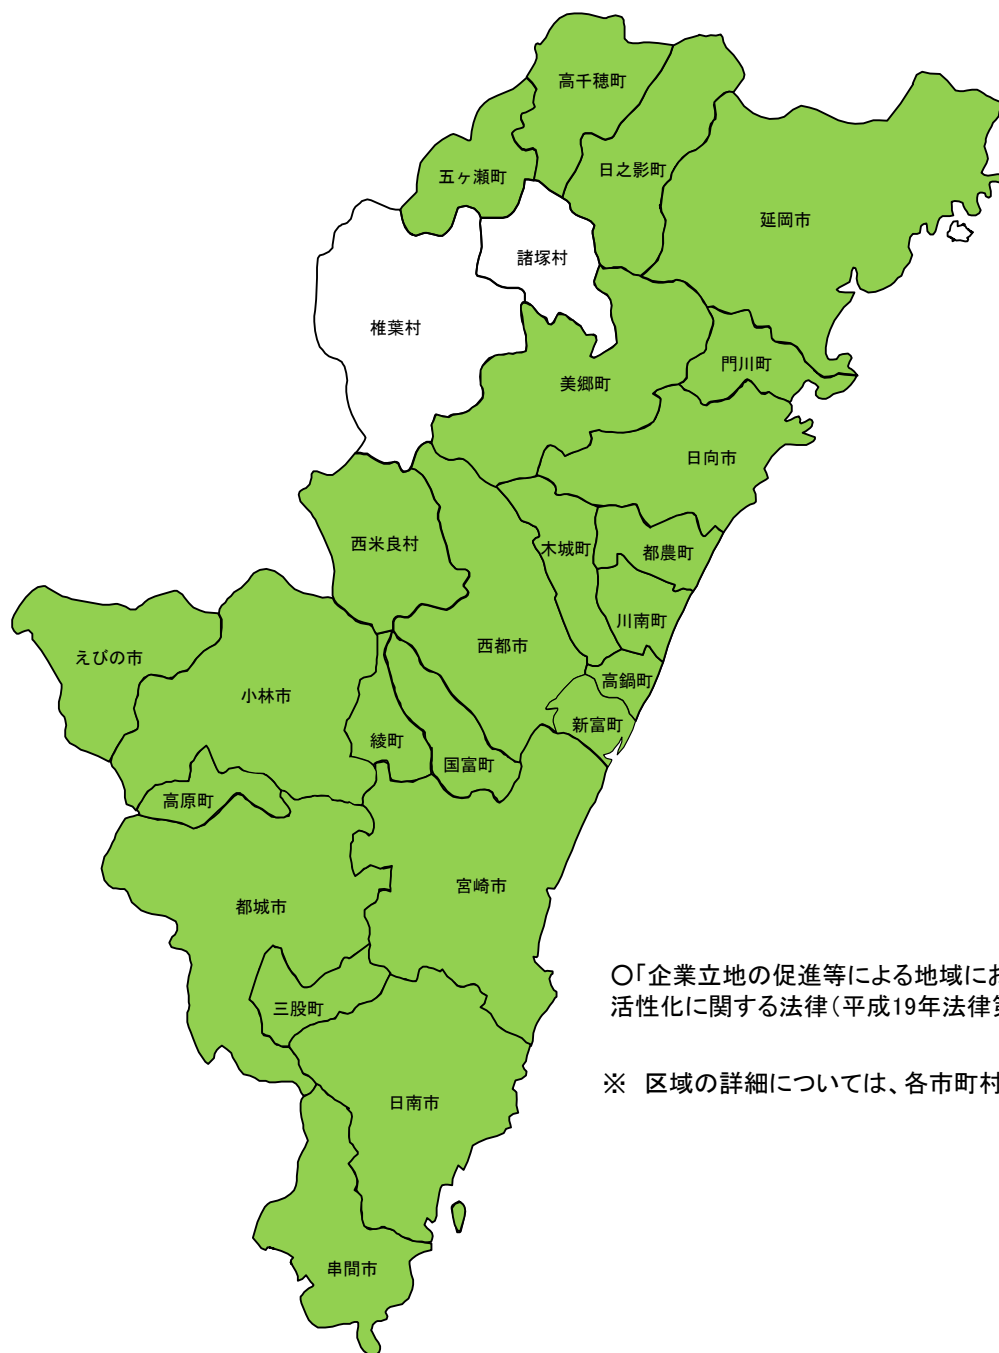 高千穂町
日之影町
五ヶ瀬町
延岡市
諸塚村
椎葉村
門川町
美郷町
日向市
西米良村
木城町
都農町
川南町
西都市
えびの市
高鍋町
小林市
新富町
綾町
国富町
高原町
宮崎市
都城市
〇「企業立地の促進等による地域にお
活性化に関する法律(平成19年法律第
三股町
※ 区域の詳細については、各市町村
日南市
串間市